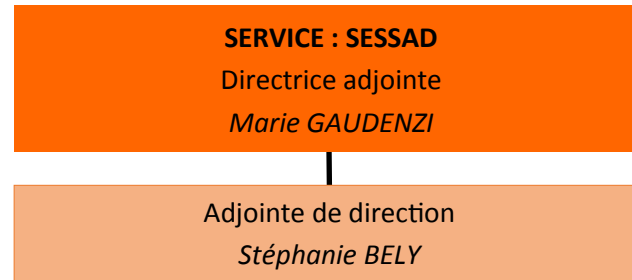 SERVICE : SESSAD
Directrice adjointe
Marie GAUDENZI
Adjointe de direction
Stéphanie BELY